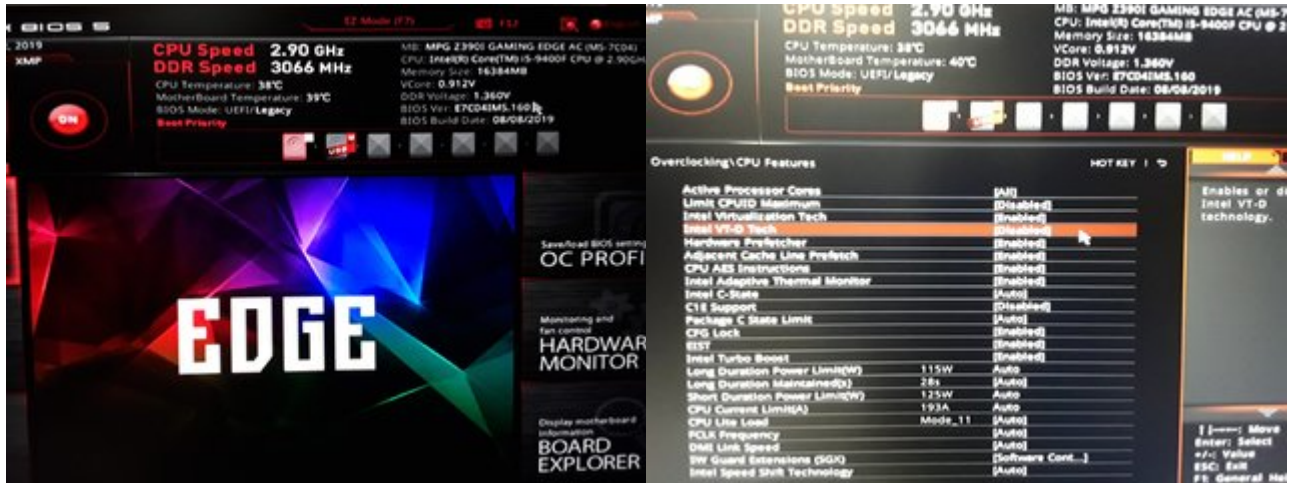 BIOS 5
EZ Mode (F7)
F12
2019
XMP
ON
CPU Speed 2.90 GHz
DDR Speed 3066 MHz
CPU Temperature: 38°C
MotherBoard Temperature: 39°C
BIOS Mode: UEFI/Legacy
Boot Priority
MB: MPG Z390I GAMING EDGE AC (MS-7C04)
CPU: Intel(R) Core(TM) i5-9400F CPU @ 2.90GH
Memory Size: 16384MB
VCore: 0.912V
DDR Voltage: 1.360V
BIOS Ver: E7C04IMS.160
BIOS Build Date: 08/08/2019
USB
EDGE
Save/load BIOS setting
OC PROFI
Monitoring and
fan control
HARDWAR
MONITOR
Display motherboard
information
BOARD
EXPLORER
XMP
CPU Speed 2.90 GHz
DDR Speed 3066 MHz
CPU Temperature: 38°C
MotherBoard Temperature: 40°C
BIOS Mode: UEFI/Legacy
Boot Priority
MB: MPG Z390I GAMING EDGE AC (MS-7
CPU: Intel(R) Core(TM) i5-9400F CPU @ 2
Memory Size: 16384MB
VCore: 0.912V
DDR Voltage: 1.360V
BIOS Ver: E7C04IMS.160
BIOS Build Date: 08/08/2019
Overclocking\CPU Features
HOT KEY
HELP
Active Processor Cores [All]
Limit CPUID Maximum [Disabled]
Intel Virtualization Tech [Enabled]
Intel VT-D Tech [Disabled]
Hardware Prefetcher [Enabled]
Adjacent Cache Line Prefetch [Enabled]
CPU AES Instructions [Enabled]
Intel Adaptive Thermal Monitor [Enabled]
Intel C-State [Auto]
C1E Support [Disabled]
Package C State Limit [Auto]
CFG Lock [Enabled]
EIST [Enabled]
Intel Turbo Boost [Enabled]
Long Duration Power Limit(W) 115W Auto
Long Duration Maintained(s) 28s [Auto]
Short Duration Power Limit(W) 125W Auto
CPU Current Limit(A) 193A Auto
CPU Lite Load Mode_11 [Auto]
FCLK Frequency [Auto]
DMI Link Speed [Auto]
SW Guard Extensions (SGX) [Software Cont...]
Intel Speed Shift Technology [Auto]
Enables or di
Intel VT-D
technology.
Move
Enter: Select
+/-: Value
ESC: Exit
F1: General Hel